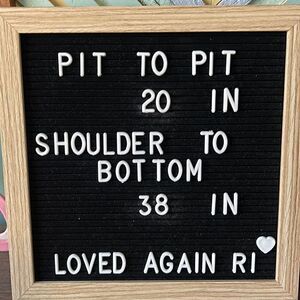 PIT TO PIT
20 IN
SHOULDER TO
BOTTOM
38 IN
LOVED AGAIN RI